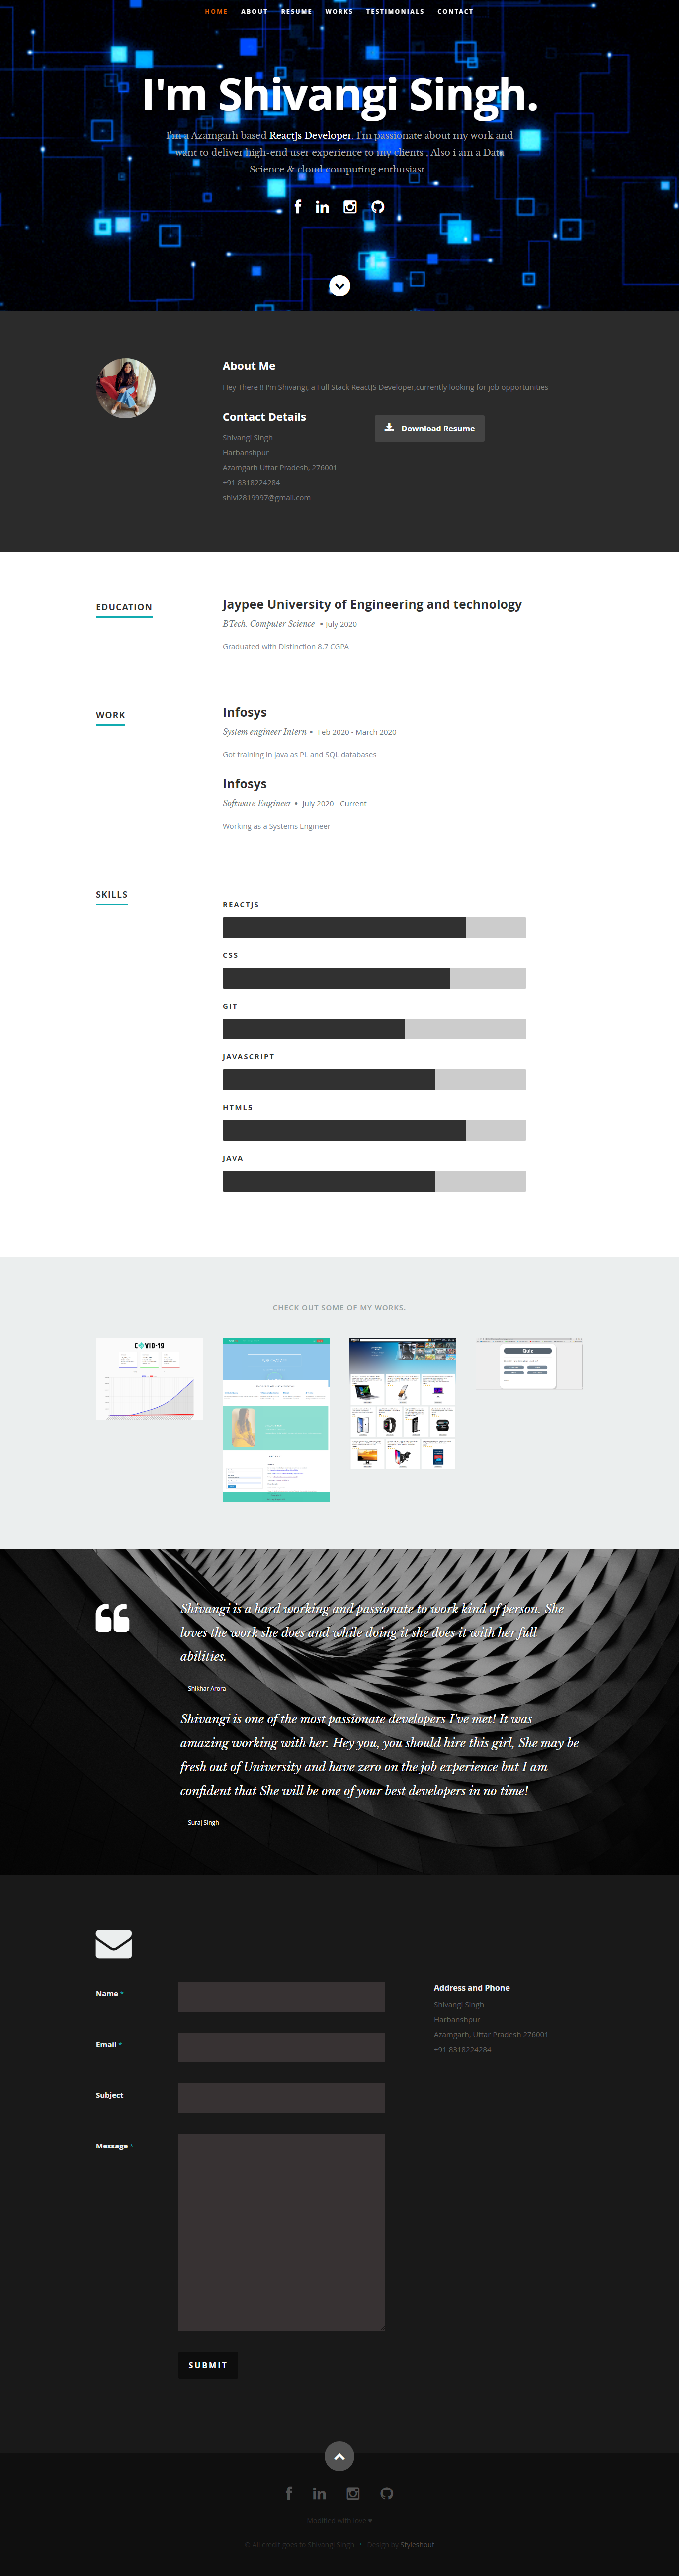 HOME ABOUT RESUME WORKS TESTIMONIALS CONTACT
I'm Shivangi Singh.
I'm a Azamgarh based ReactJs Developer. I'm passionate about my work and
want to deliver high-end user experience to my clients . Also i am a Data
Science & cloud computing enthusiast .
About Me
Hey There !! I'm Shivangi, a Full Stack ReactJS Developer,currently looking for job opportunities
Contact Details
Download Resume
Shivangi Singh
Harbanshpur
Azamgarh Uttar Pradesh, 276001
+91 8318224284
shivi2819997@gmail.com
EDUCATION
Jaypee University of Engineering and technology
BTech. Computer Science • July 2020
Graduated with Distinction 8.7 CGPA
WORK
Infosys
System engineer Intern • Feb 2020 - March 2020
Got training in java as PL and SQL databases
Infosys
Software Engineer • July 2020 - Current
Working as a Systems Engineer
SKILLS
REACTJS
CSS
GIT
JAVASCRIPT
HTML5
JAVA
CHECK OUT SOME OF MY WORKS.
COVID-19
Quiz
Shivangi is a hard working and passionate to work kind of person. She
loves the work she does and while doing it she does it with her full
abilities.
— Shikhar Arora
Shivangi is one of the most passionate developers I've met! It was
amazing working with her. Hey you, you should hire this girl, She may be
fresh out of University and have zero on the job experience but I am
confident that She will be one of your best developers in no time!
— Suraj Singh
Name *
Email *
Subject
Message *
SUBMIT
Address and Phone
Shivangi Singh
Harbanshpur
Azamgarh, Uttar Pradesh 276001
+91 8318224284
Modified with love ♥
© All credit goes to Shivangi Singh • Design by Styleshout